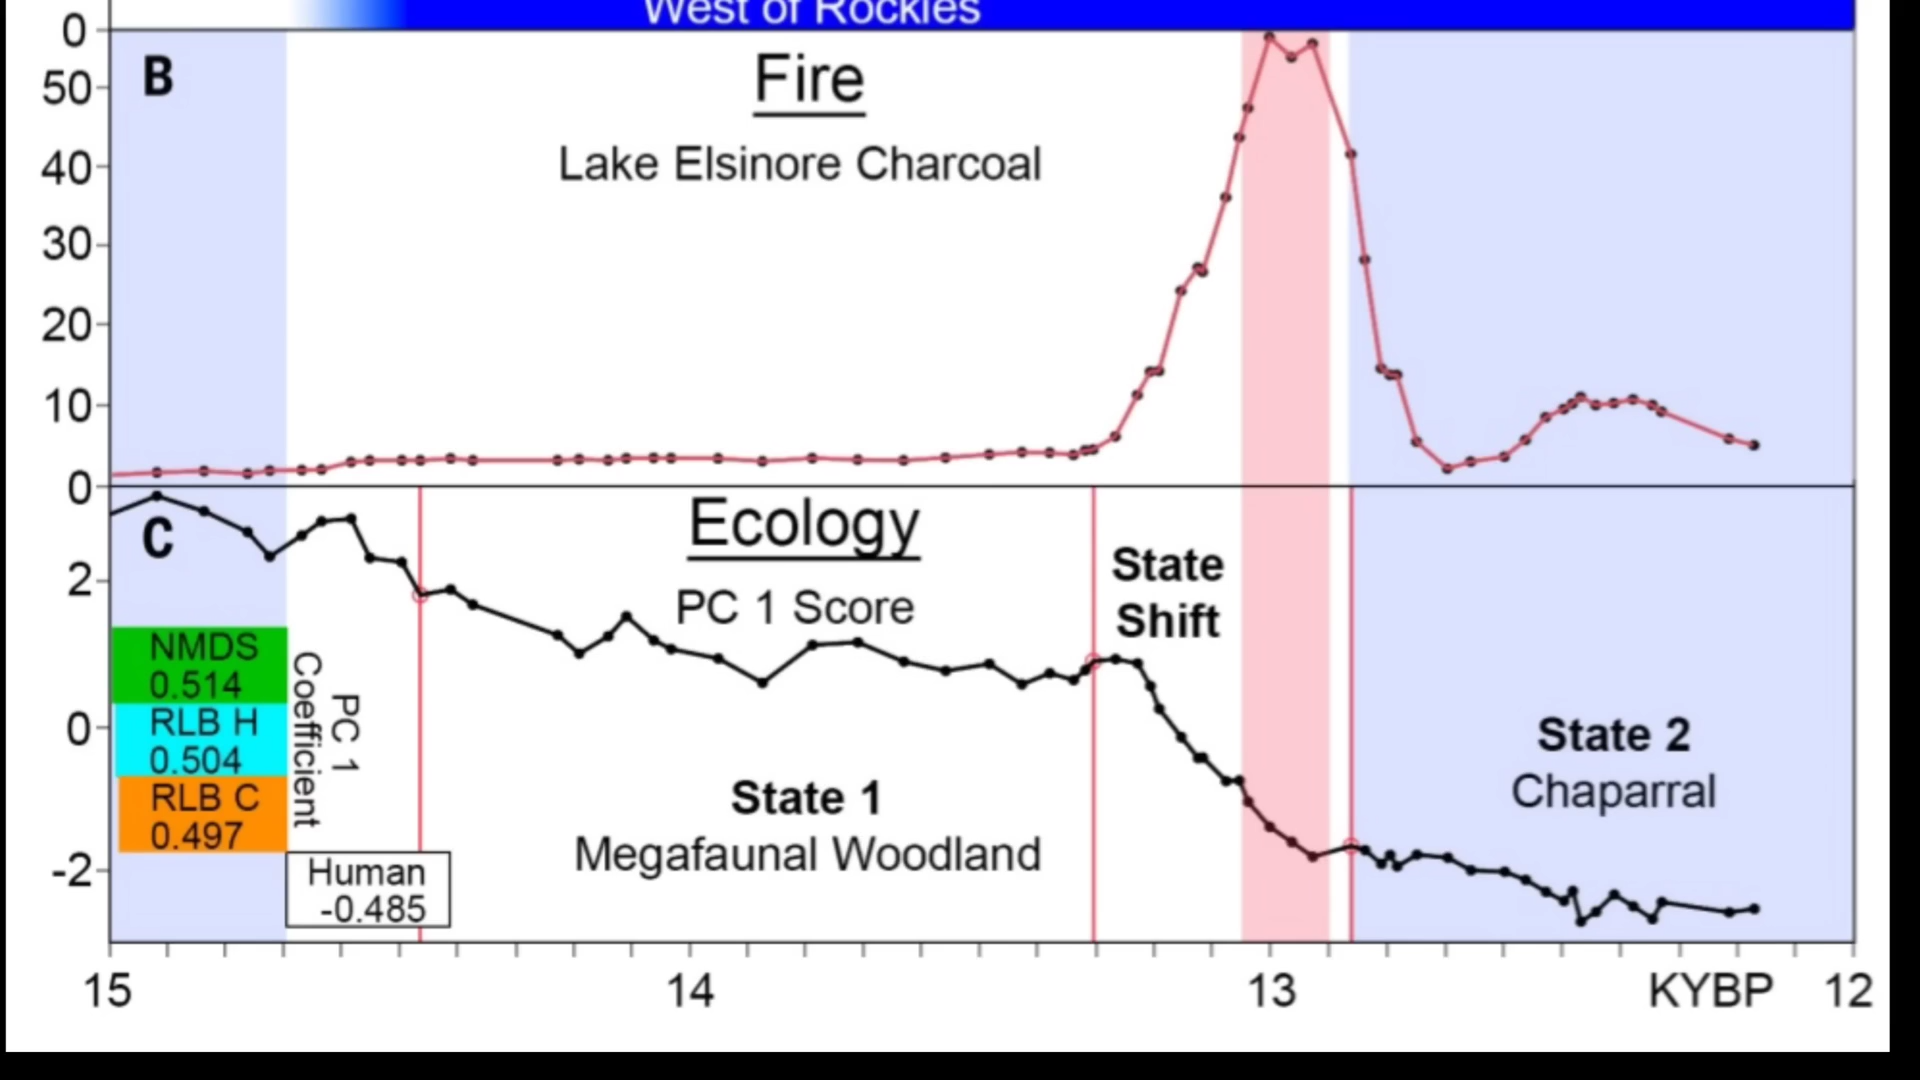 West of Rockies
0
B
Fire
50
40
Lake Elsinore Charcoal
30
20
10
0
C
Ecology
PC 1 Score
State
Shift
2
NMDS
0.514
RLB H
0.504
RLB C
0.497
PC 1
Coefficient
0
State 1
Megafaunal Woodland
State 2
Chaparral
-2
Human
-0.485
15
14
13
KYBP
12